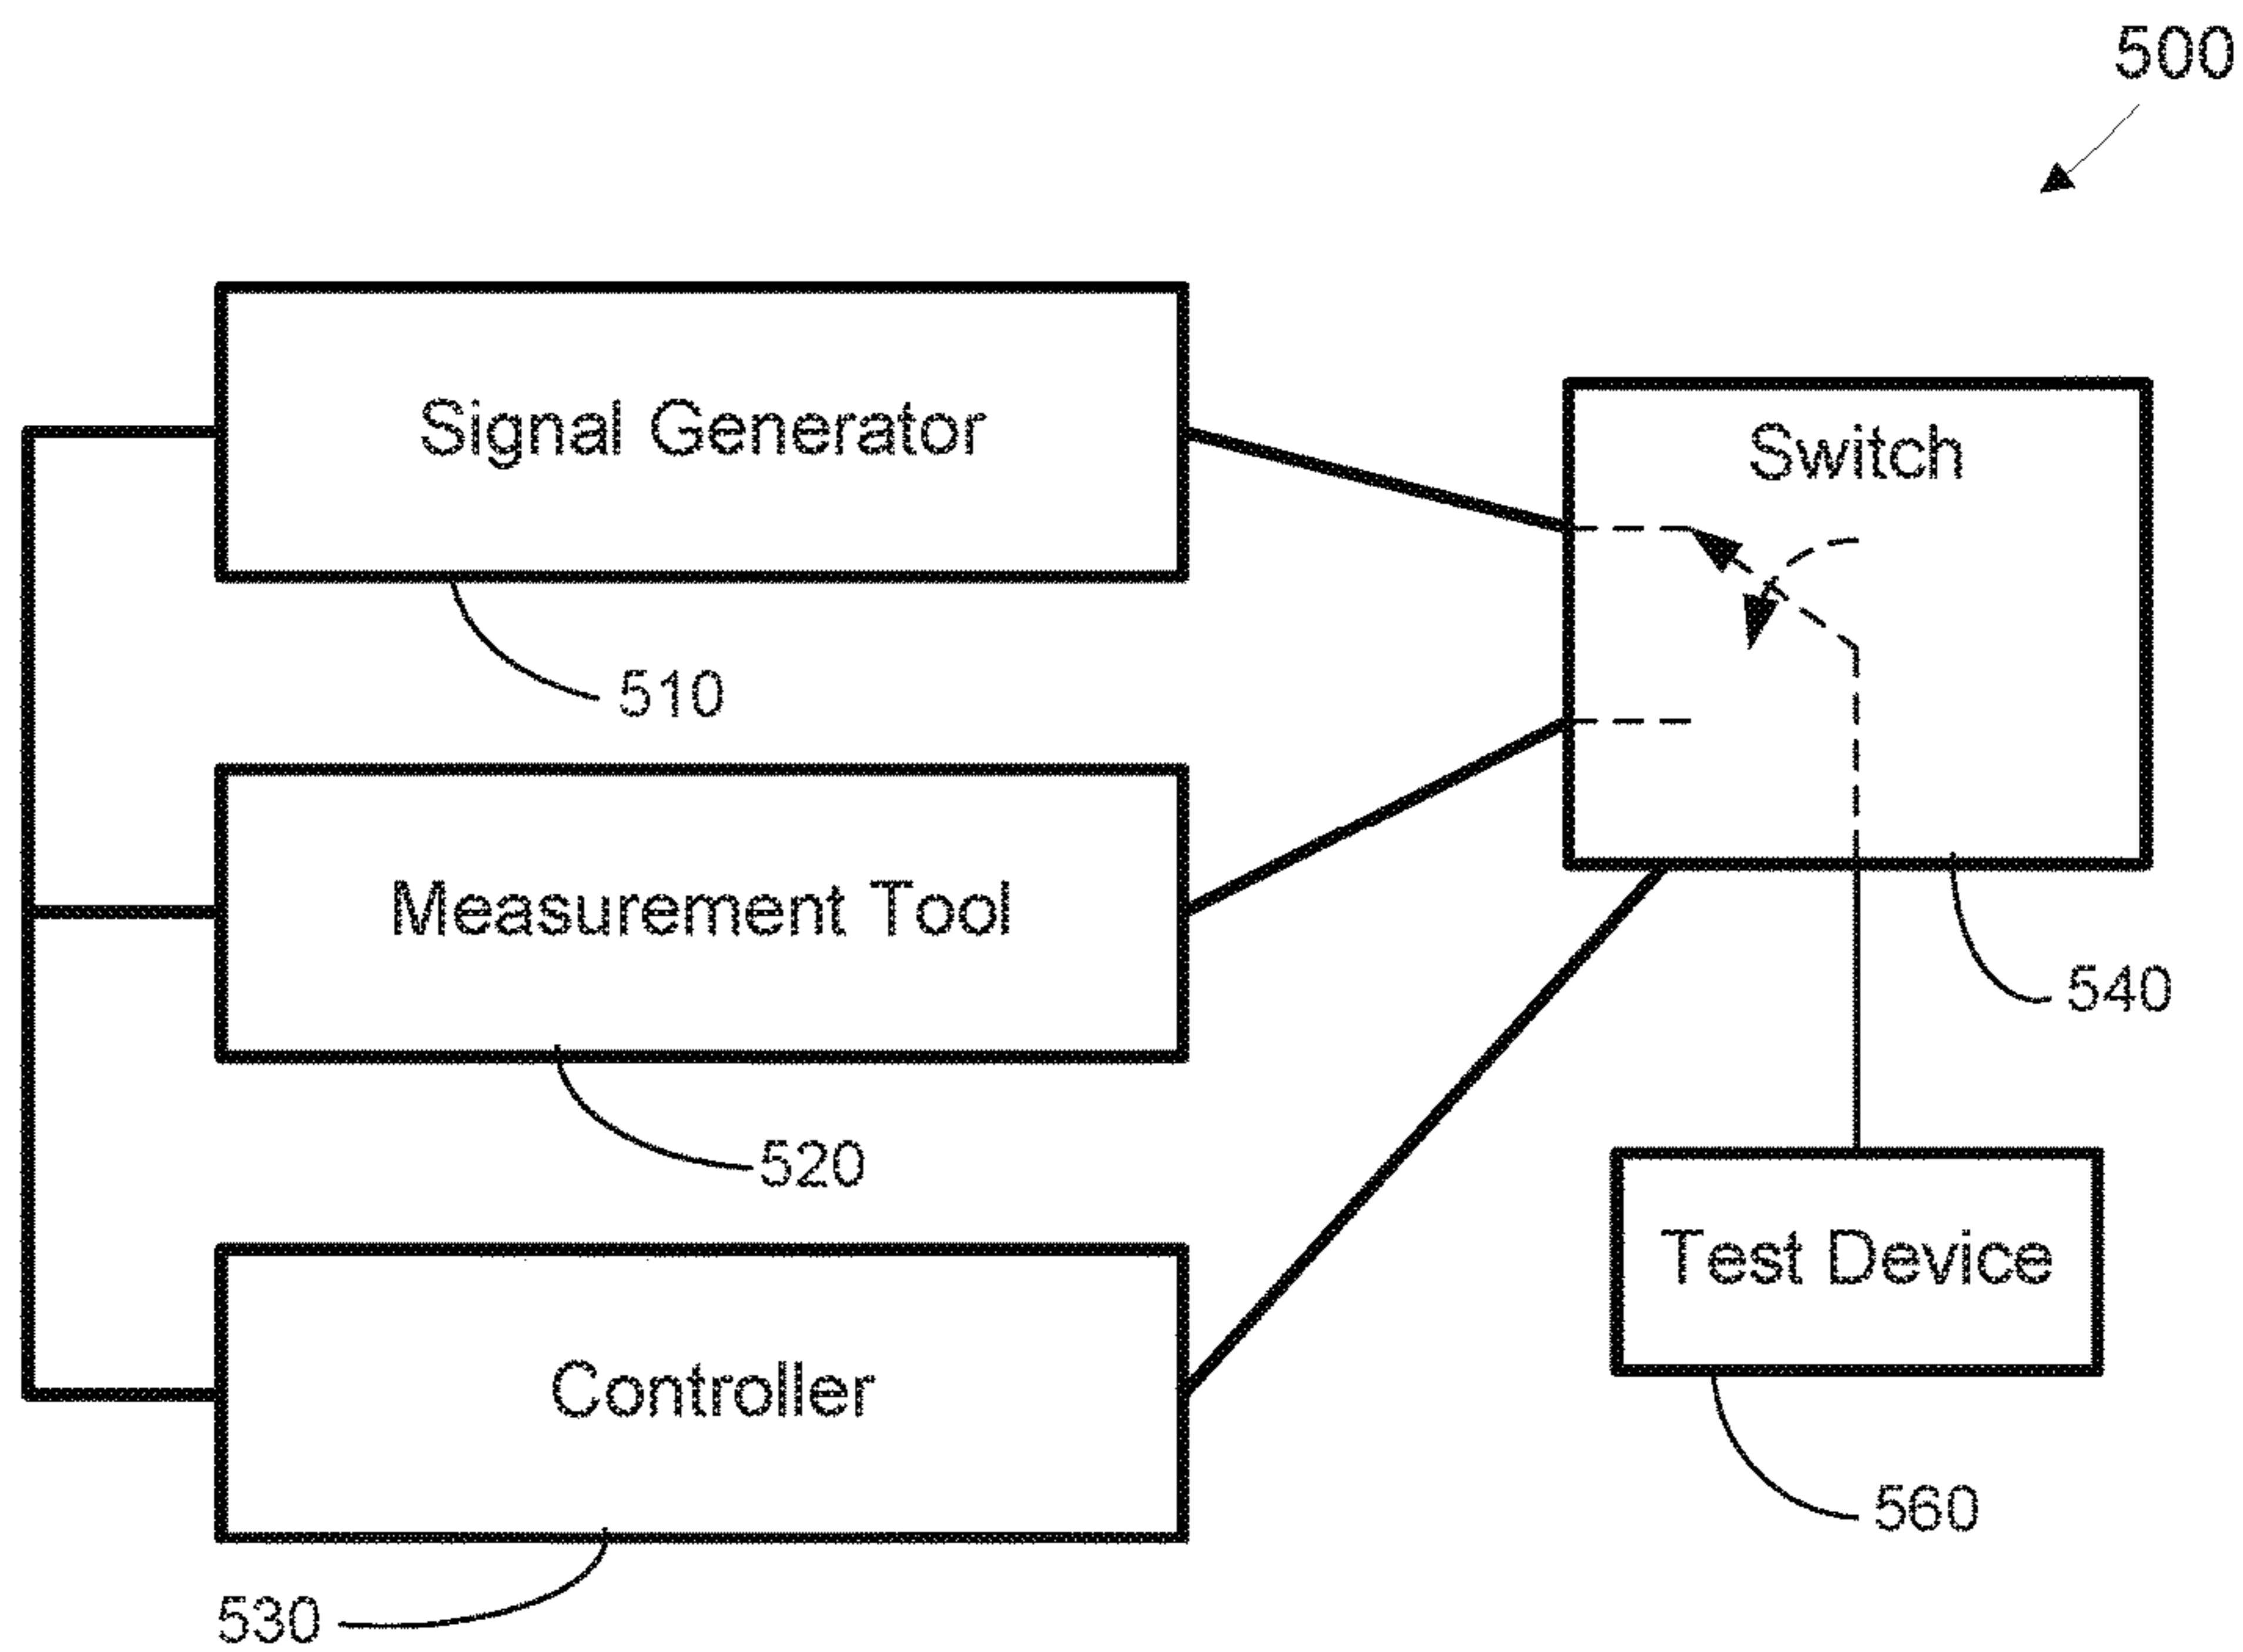 500
Signal Generator
Switch
510
Measurement Tool
540
520
Test Device
Controller
560
530